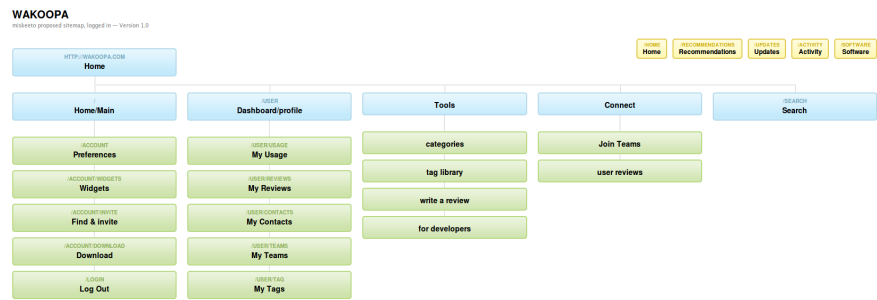 WAKOOPA
miskeeto proposed sitemap, logged in — Version 1.0
/HOME
Home
/RECOMMENDATIONS
Recommendations
/UPDATES
Updates
/ACTIVITY
Activity
/SOFTWARE
Software
HTTP://WAKOOPA.COM
Home
/
Home/Main
/USER
Dashboard/profile
Tools
Connect
/SEARCH
Search
/ACCOUNT
Preferences
/ACCOUNT/WIDGETS
Widgets
/ACCOUNT/INVITE
Find & invite
/ACCOUNT/DOWNLOAD
Download
/LOGIN
Log Out
/USER/USAGE
My Usage
/USER/REVIEWS
My Reviews
/USER/CONTACTS
My Contacts
/USER/TEAMS
My Teams
/USER/TAG
My Tags
categories
tag library
write a review
for developers
Join Teams
user reviews